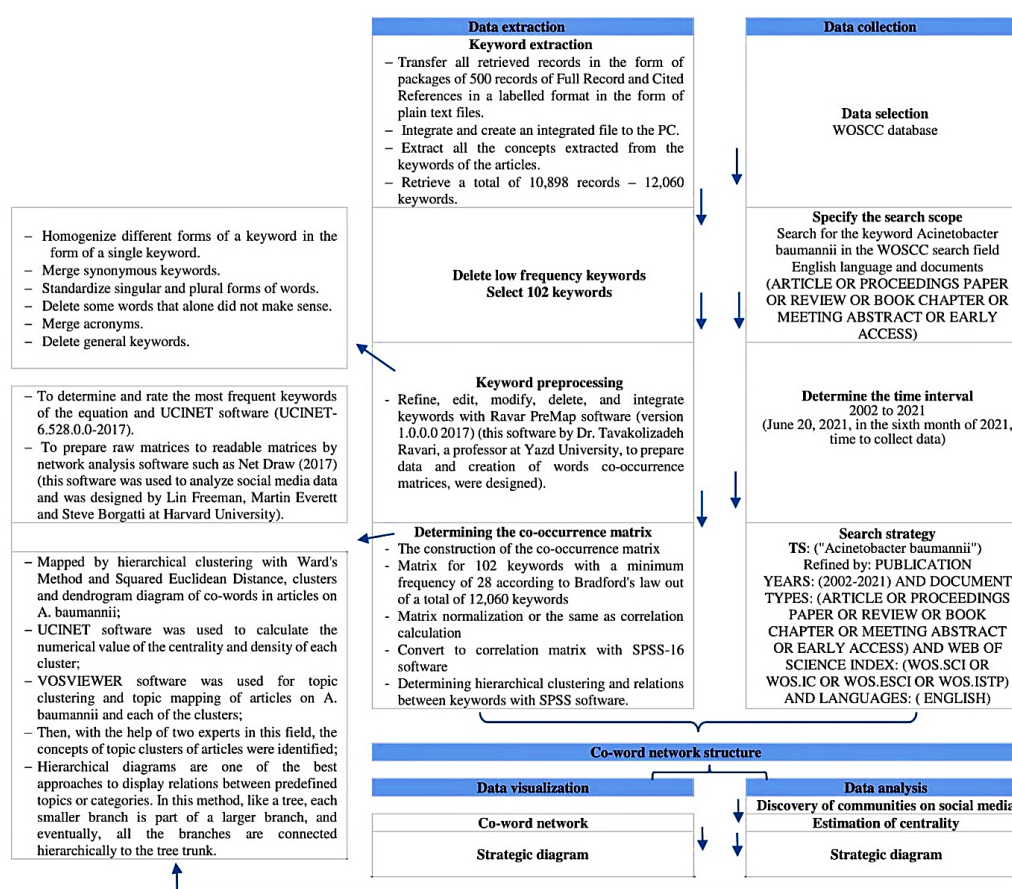 Data extraction
Keyword extraction
– Transfer all retrieved records in the form of
packages of 500 records of Full Record and Cited
References in a labelled format in the form of
plain text files.
– Integrate and create an integrated file to the PC.
– Extract all the concepts extracted from the
keywords of the articles.
– Retrieve a total of 10,898 records – 12,060
keywords.
Delete low frequency keywords
Select 102 keywords
Keyword preprocessing
- Refine, edit, modify, delete, and integrate
keywords with Ravar PreMap software (version
1.0.0.0 2017) (this software by Dr. Tavakolizadeh
Ravari, a professor at Yazd University, to prepare
data and creation of words co-occurrence
matrices, were designed).
Determining the co-occurrence matrix
- The construction of the co-occurrence matrix
- Matrix for 102 keywords with a minimum
frequency of 28 according to Bradford's law out
of a total of 12,060 keywords
- Matrix normalization or the same as correlation
calculation
- Convert to correlation matrix with SPSS-16
software
- Determining hierarchical clustering and relations
between keywords with SPSS software.
Data collection
Data selection
WOSCC database
Specify the search scope
Search for the keyword Acinetobacter
baumannii in the WOSCC search field
English language and documents
(ARTICLE OR PROCEEDINGS PAPER
OR REVIEW OR BOOK CHAPTER OR
MEETING ABSTRACT OR EARLY
ACCESS)
Determine the time interval
2002 to 2021
(June 20, 2021, in the sixth month of 2021,
time to collect data)
Search strategy
TS: ("Acinetobacter baumannii")
Refined by: PUBLICATION
YEARS: (2002-2021) AND DOCUMENT
TYPES: (ARTICLE OR PROCEEDINGS
PAPER OR REVIEW OR BOOK
CHAPTER OR MEETING ABSTRACT
OR EARLY ACCESS) AND WEB OF
SCIENCE INDEX: (WOS.SCI OR
WOS.IC OR WOS.ESCI OR WOS.ISTP)
AND LANGUAGES: ( ENGLISH)
– Homogenize different forms of a keyword in the
form of a single keyword.
– Merge synonymous keywords.
– Standardize singular and plural forms of words.
– Delete some words that alone did not make sense.
– Merge acronyms.
– Delete general keywords.
– To determine and rate the most frequent keywords
of the equation and UCINET software (UCINET-
6.528.0.0-2017).
– To prepare raw matrices to readable matrices by
network analysis software such as Net Draw (2017)
(this software was used to analyze social media data
and was designed by Lin Freeman, Martin Everett
and Steve Borgatti at Harvard University).
– Mapped by hierarchical clustering with Ward's
Method and Squared Euclidean Distance, clusters
and dendrogram diagram of co-words in articles on
A. baumannii;
– UCINET software was used to calculate the
numerical value of the centrality and density of each
cluster;
– VOSVIEWER software was used for topic
clustering and topic mapping of articles on A.
baumannii and each of the clusters;
– Then, with the help of two experts in this field, the
concepts of topic clusters of articles were identified;
– Hierarchical diagrams are one of the best
approaches to display relations between predefined
topics or categories. In this method, like a tree, each
smaller branch is part of a larger branch, and
eventually, all the branches are connected
hierarchically to the tree trunk.
Co-word network structure
Data visualization
Co-word network
Strategic diagram
Data analysis
Discovery of communities on social media
Estimation of centrality
Strategic diagram